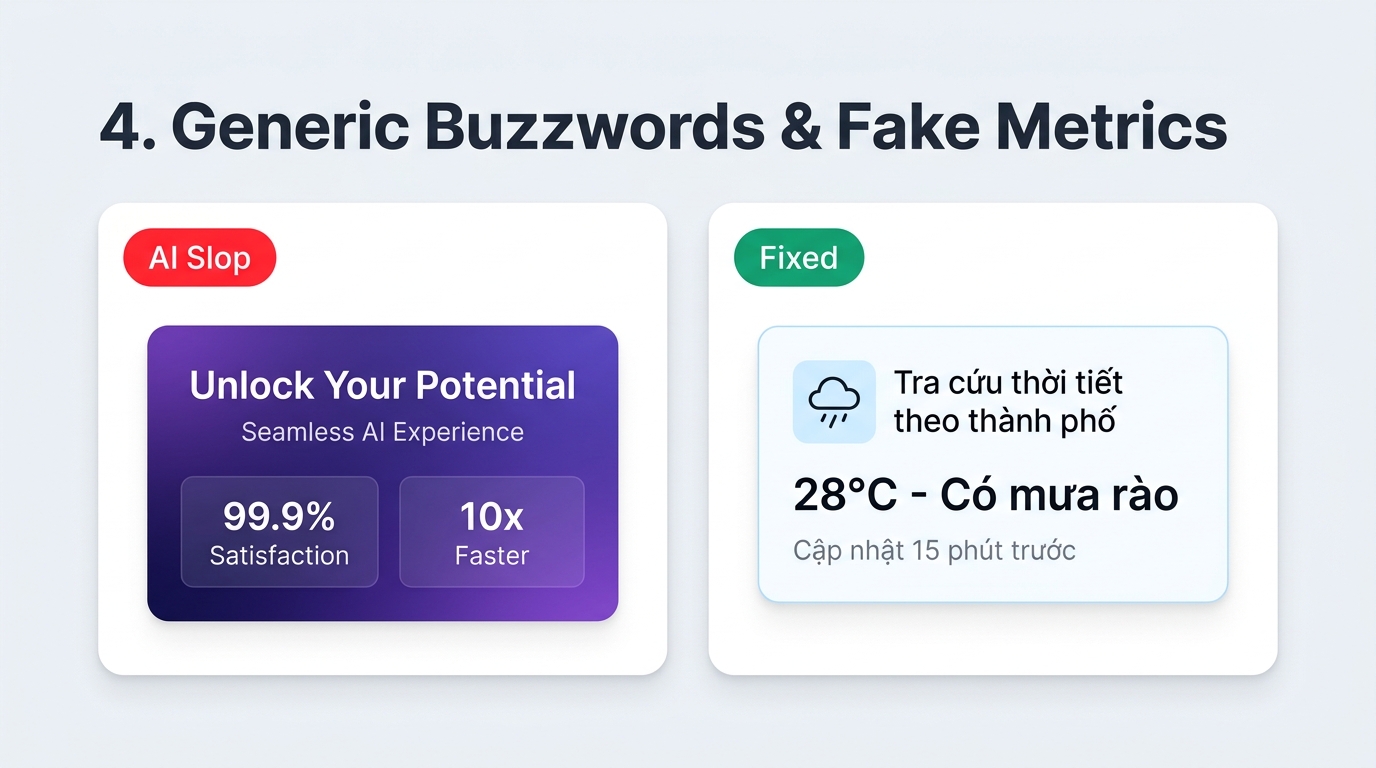 4. Generic Buzzwords & Fake Metrics
AI Slop
Unlock Your Potential
Seamless AI Experience
99.9%
Satisfaction
10x
Faster
Fixed
Tra cứu thời tiết
theo thành phố
28°C - Có mưa rào
Cập nhật 15 phút trước